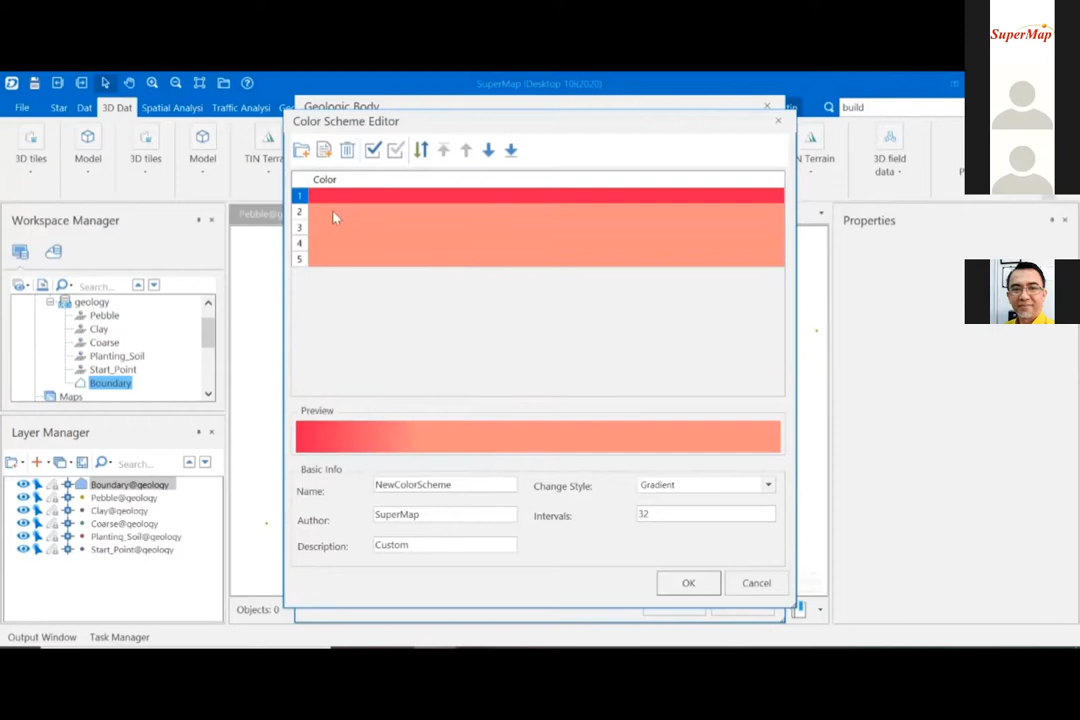 SuperMap
SuperMap iDesktop 10i(2020)
File
Star
Dat
3D Dat
Spatial Analysi
Traffic Analysi
Geologic Body
build
3D tiles
Model
3D tiles
Model
TIN Terra
N Terrain
3D field
data
Color Scheme Editor
Color
1
2
3
4
5
Workspace Manager
Search...
geology
Pebble
Clay
Coarse
Planting_Soil
Start_Point
Boundary
Maps
Pebble@g
Properties
Layer Manager
Search...
Boundary@geology
Pebble@geology
Clay@geology
Coarse@geology
Planting_Soil@geology
Start_Point@geology
Preview
Basic Info
Name:
NewColorScheme
Change Style:
Gradient
Author:
SuperMap
Intervals:
32
Description:
Custom
OK
Cancel
Objects: 0
Output Window
Task Manager